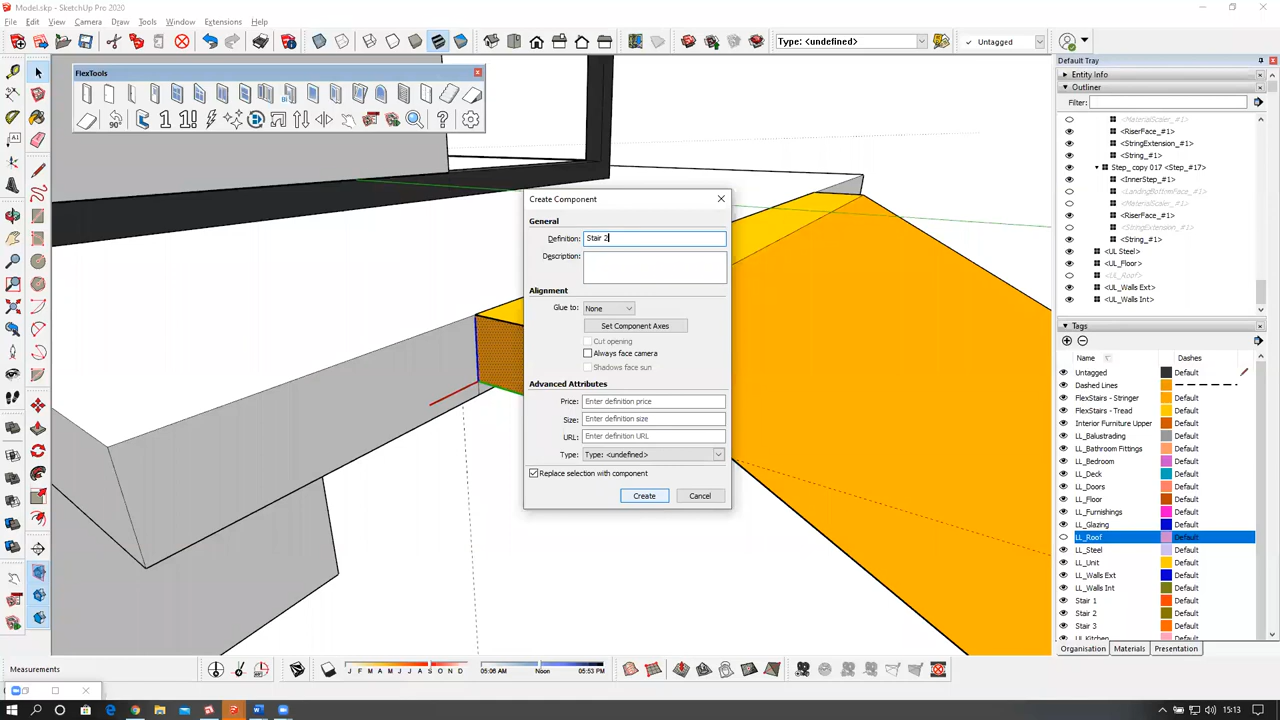 Model.skp - SketchUp Pro 2020
File Edit View Camera Draw Tools Window Extensions Help
Type: <undefined>
Untagged
FlexTools
90°
1 1!
Create Component
General
Definition: Stair 2
Description:
Alignment
Glue to: None
Set Component Axes
Cut opening
Always face camera
Shadows face sun
Advanced Attributes
Price: Enter definition price
Size: Enter definition size
URL: Enter definition URL
Type: Type: <undefined>
Replace selection with component
Create Cancel
Default Tray
Entity Info
Outliner
Filter:
<MaterialScaler_#1>
<RiserFace_#1>
<StringExtension_#1>
<String_#1>
Step_copy 017 <Step_#17>
<InnerStep_#1>
<LandingBottmFace_#1>
<MaterialScaler_#1>
<RiserFace_#1>
<StringExtension_#1>
<String_#1>
<UL Steel>
<UL_Floor>
<UL_Roof>
<UL_Walls Ext>
<UL_Walls Int>
Tags
Name Dashes
Untagged Default
Dashed Lines
FlexStairs - Stringer Default
FlexStairs - Tread Default
Interior Furniture Upper Default
LL_Balustrading Default
LL_Bathroom Fittings Default
LL_Bedroom Default
LL_Deck Default
LL_Doors Default
LL_Floor Default
LL_Furnishings Default
LL_Glazing Default
LL_Roof Default
LL_Steel Default
LL_Unit Default
LL_Walls Ext Default
LL_Walls Int Default
Stair 1 Default
Stair 2 Default
Stair 3 Default
LL_Kitchen
Organisation Materials Presentation
Measurements
J F M A M J J A S O N D
05:06 AM Noon 05:53 PM
15:13